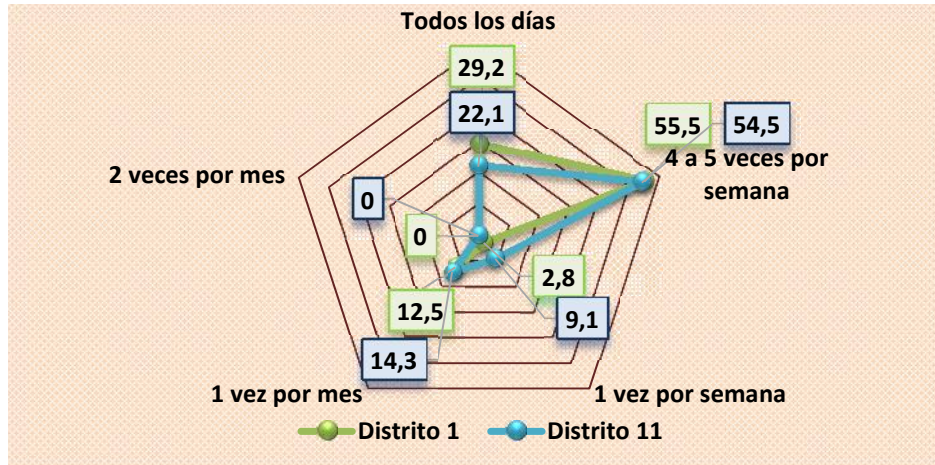 Todos los días
29,2
22,1
55,5 54,5
4 a 5 veces por
semana
2 veces por mes
0
0
2,8
9,1
12,5
14,3
1 vez por mes
1 vez por semana
Distrito 1 Distrito 11